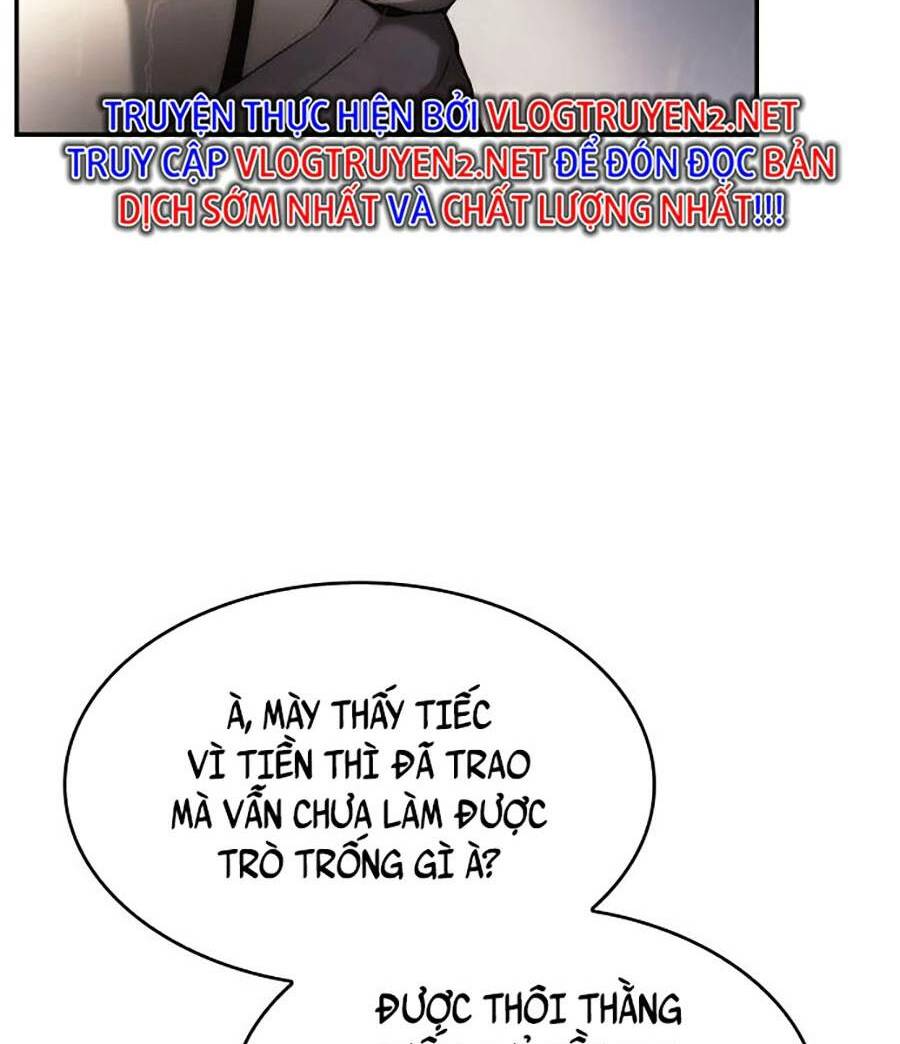 TRUYỆN THỰC HIỆN BỞI VLOGTRUYEN2.NET
TRUY CẬP VLOGTRUYEN2.NET ĐỂ ĐÓN ĐỌC BẢN
DỊCH SỚM NHẤT VÀ CHẤT LƯỢNG NHẤT!!!
À, MÀY THẤY TIẾC
VÌ TIỀN THÌ ĐÃ TRAO
MÀ VẪN CHƯA LÀM ĐƯỢC
TRÒ TRỐNG GÌ À?
ĐƯỢC THÔI THẰNG